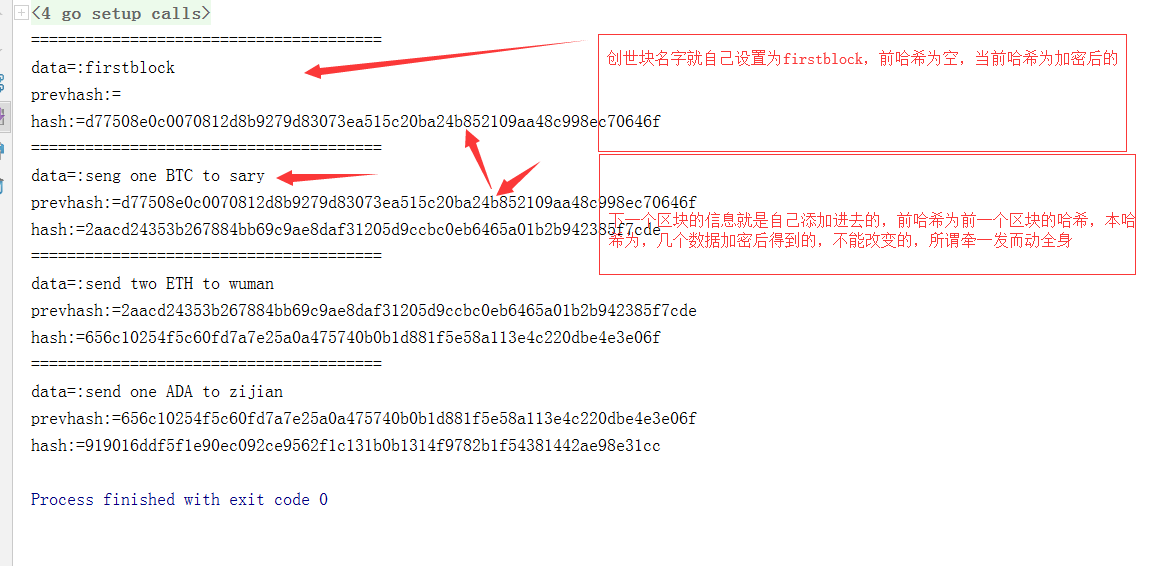 <4 go setup calls>
=======================================
data=:firstblock
prevhash:=
hash:=d77508e0c0070812d8b9279d83073ea515c20ba24b852109aa48c998ec70646f
创世块名字就自己设置为firstblock，前哈希为空，当前哈希为加密后的
=======================================
data=:seng one BTC to sary
prevhash:=d77508e0c0070812d8b9279d83073ea515c20ba24b852109aa48c998ec70646f
hash:=2aacd24353b267884bb69c9ae8daf31205d9ccbc0eb6465a01b2b942385f7cde
下一个区块的信息就是自己添加进去的，前哈希为前一个区块的哈希，本哈
希为，几个数据加密后得到的，不能改变的，所谓牵一发而动全身
=======================================
data=:send two ETH to wuman
prevhash:=2aacd24353b267884bb69c9ae8daf31205d9ccbc0eb6465a01b2b942385f7cde
hash:=656c10254f5c60fd7a7e25a0a475740b0b1d881f5e58a113e4c220dbe4e3e06f
=======================================
data=:send one ADA to zijian
prevhash:=656c10254f5c60fd7a7e25a0a475740b0b1d881f5e58a113e4c220dbe4e3e06f
hash:=919016ddf5f1e90ec092ce9562f1c131b0b1314f9782b1f54381442ae98e31cc
Process finished with exit code 0